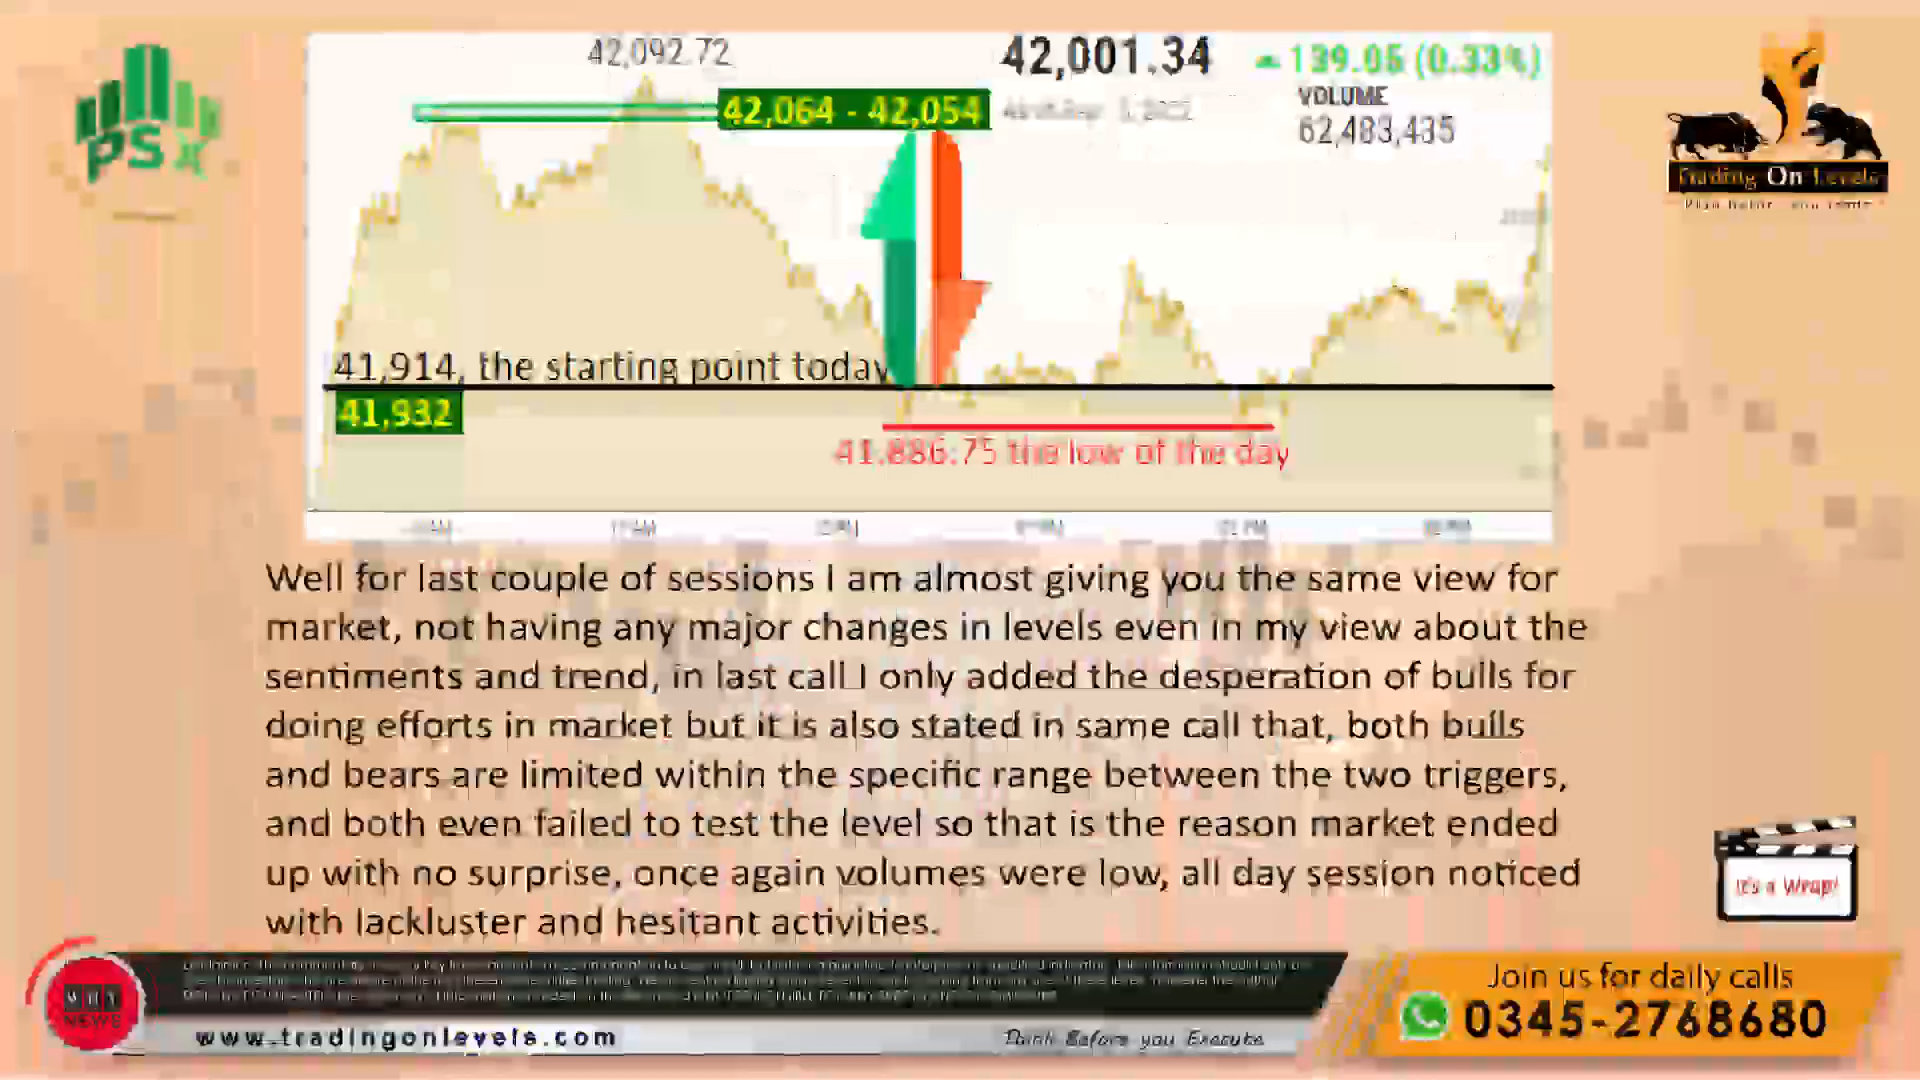 PSX
42,092.72
42,001.34
139.05 (0.33%)
VOLUME
62,483,435
42,064 - 42,054
Trading On Levels
41,914, the starting point today
41,932
41,886.75 the low of the day
Well for last couple of sessions I am almost giving you the same view for
market, not having any major changes in levels even in my view about the
sentiments and trend, in last call I only added the desperation of bulls for
doing efforts in market but it is also stated in same call that, both bulls
and bears are limited within the specific range between the two triggers,
and both even failed to test the level so that is the reason market ended
up with no surprise, once again volumes were low, all day session noticed
with lackluster and hesitant activities.
It's a Wrap!
NEWS
www.tradingonlevels.com
Think Before you Execute
Join us for daily calls
0345-2768680